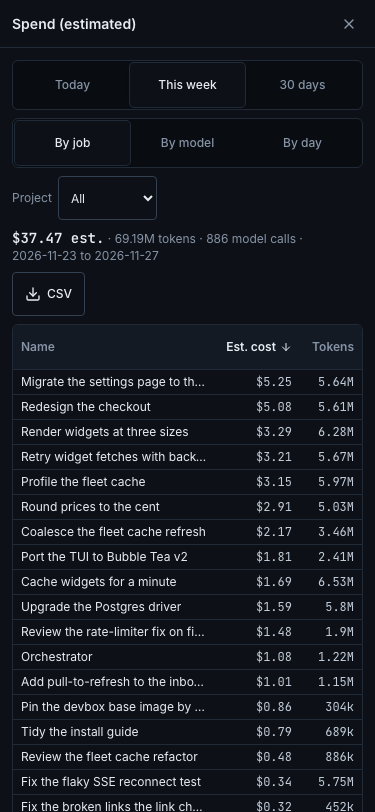 Spend (estimated)
Today This week 30 days
By job By model By day
Project All
$37.47 est. · 69.19M tokens · 886 model calls ·
2026-11-23 to 2026-11-27
CSV
Name Est. cost ↓ Tokens
Migrate the settings page to th... $5.25 5.64M
Redesign the checkout $5.08 5.61M
Render widgets at three sizes $3.29 6.28M
Retry widget fetches with back... $3.21 5.67M
Profile the fleet cache $3.15 5.97M
Round prices to the cent $2.91 5.03M
Coalesce the fleet cache refresh $2.17 3.46M
Port the TUI to Bubble Tea v2 $1.81 2.41M
Cache widgets for a minute $1.69 6.53M
Upgrade the Postgres driver $1.59 5.8M
Review the rate-limiter fix on fi... $1.48 1.9M
Orchestrator $1.08 1.22M
Add pull-to-refresh to the inbo... $1.01 1.15M
Pin the devbox base image by ... $0.86 304k
Tidy the install guide $0.79 689k
Review the fleet cache refactor $0.48 886k
Fix the flaky SSE reconnect test $0.34 5.75M
Fix the broken links the link ch... $0.32 452k